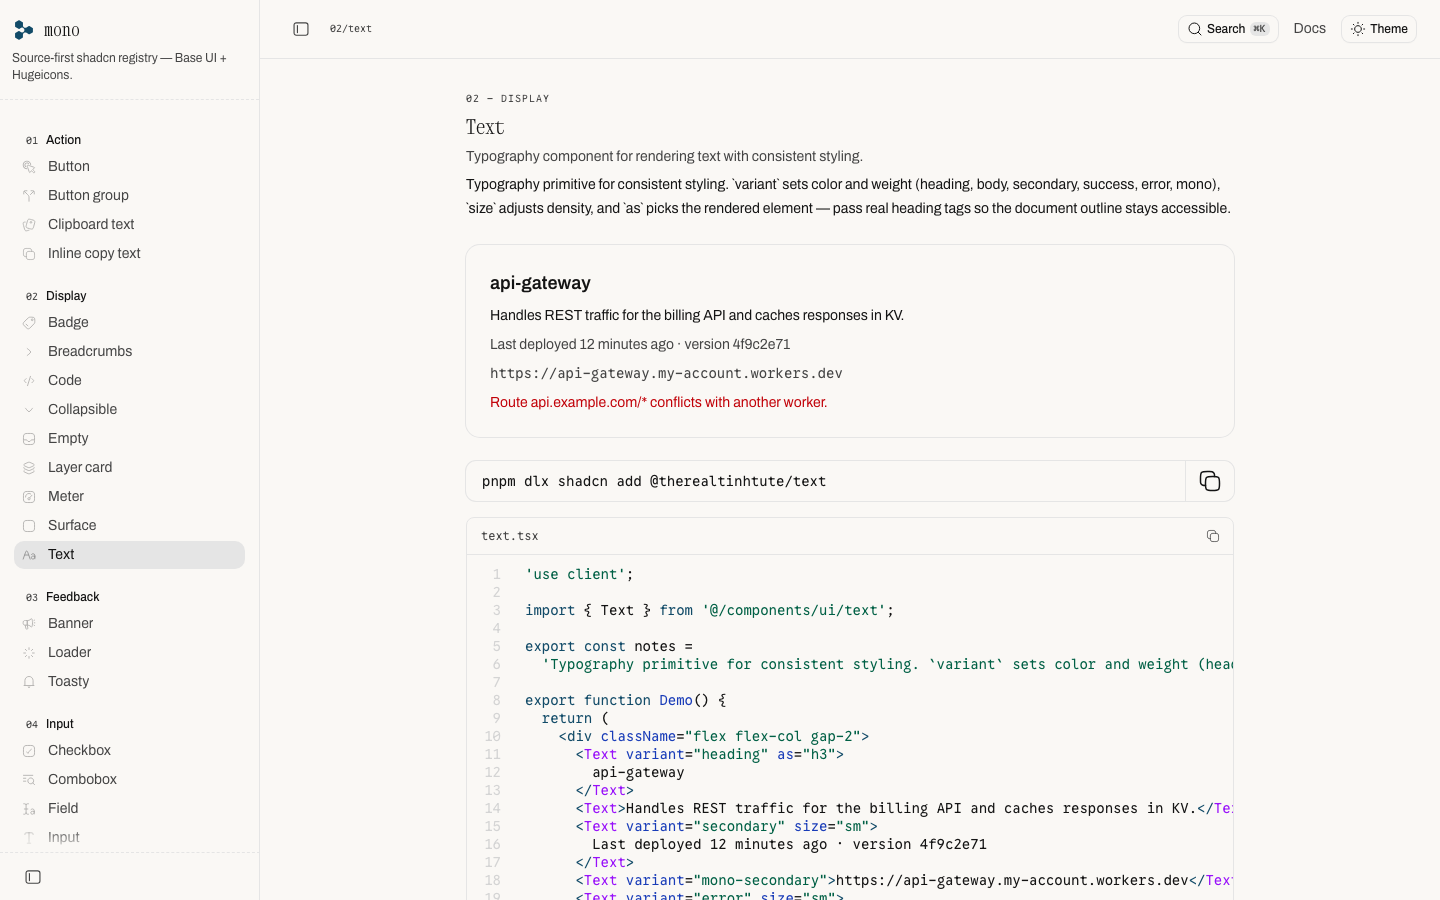 mono
Source-first shadcn registry — Base UI +
Hugeicons.
01 Action
Button
Button group
Clipboard text
Inline copy text
02 Display
Badge
Breadcrumbs
Code
Collapsible
Empty
Layer card
Meter
Surface
Text
03 Feedback
Banner
Loader
Toasty
04 Input
Checkbox
Combobox
Field
Input
02/text
Search ⌘K
Docs
Theme
02 — DISPLAY
Text
Typography component for rendering text with consistent styling.
Typography primitive for consistent styling. `variant` sets color and weight (heading, body, secondary, success, error, mono),
`size` adjusts density, and `as` picks the rendered element — pass real heading tags so the document outline stays accessible.
api-gateway
Handles REST traffic for the billing API and caches responses in KV.
Last deployed 12 minutes ago · version 4f9c2e71
https://api-gateway.my-account.workers.dev
Route api.example.com/* conflicts with another worker.
pnpm dlx shadcn add @therealtinhtute/text
text.tsx
1 'use client';
2
3 import { Text } from '@/components/ui/text';
4
5 export const notes =
6 'Typography primitive for consistent styling. `variant` sets color and weight (head
7
8 export function Demo() {
9 return (
10 <div className="flex flex-col gap-2">
11 <Text variant="heading" as="h3">
12 api-gateway
13 </Text>
14 <Text>Handles REST traffic for the billing API and caches responses in KV.</Tex
15 <Text variant="secondary" size="sm">
16 Last deployed 12 minutes ago · version 4f9c2e71
17 </Text>
18 <Text variant="mono-secondary">https://api-gateway.my-account.workers.dev</Text
19 <Text variant="error" size="sm">